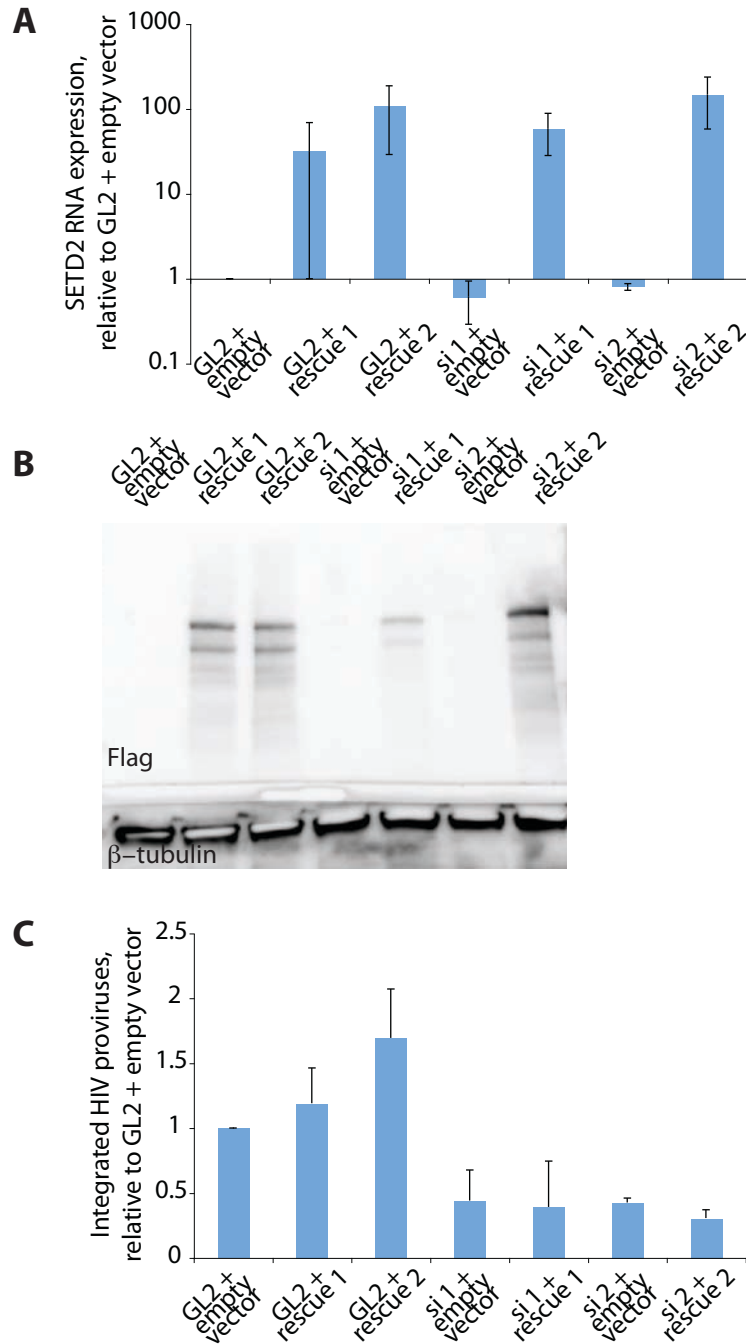 A
SETD2 RNA expression,
relative to GL2 + empty vector
1000
100
10
1
0.1
GL2 +
empty
vector
GL2 +
rescue 1
GL2 +
rescue 2
si 1 +
empty
vector
si 1 +
rescue 1
si 2 +
empty
vector
si 2 +
rescue 2
B
GL2 +
empty
vector
GL2 +
rescue 1
GL2 +
rescue 2
si 1 +
empty
vector
si 1 +
rescue 1
si 2 +
empty
vector
si 2 +
rescue 2
Flag
β–tubulin
C
Integrated HIV proviruses,
relative to GL2 + empty vector
2.5
2
1.5
1
0.5
0
GL2 +
empty
vector
GL2 +
rescue 1
GL2 +
rescue 2
si 1 +
empty
vector
si 1 +
rescue 1
si 2 +
empty
vector
si 2 +
rescue 2